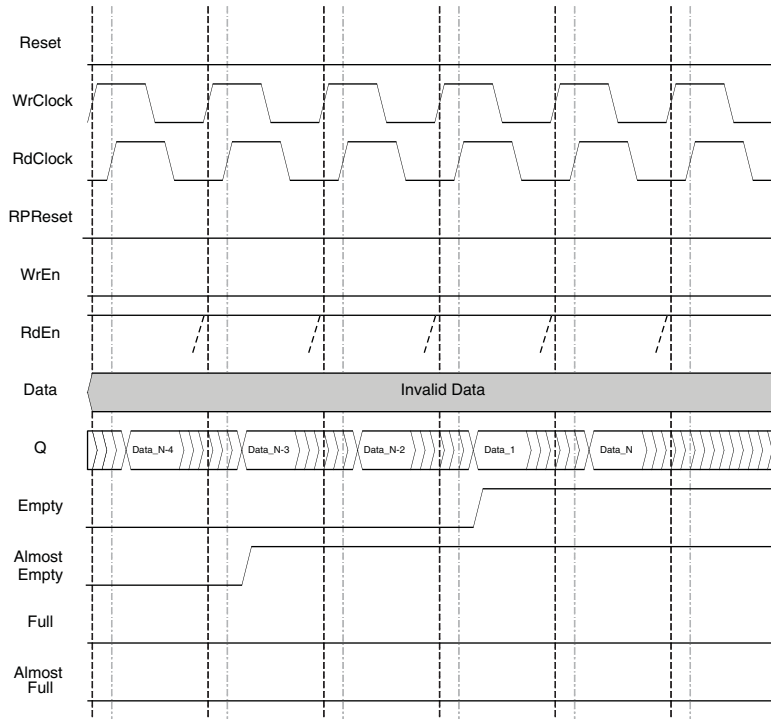 Reset
WrClock
RdClock
RPReset
WrEn
RdEn
Data
Invalid Data
Q
Data_N-4
Data_N-3
Data_N-2
Data_1
Data_N
Empty
Almost
Empty
Full
Almost
Full